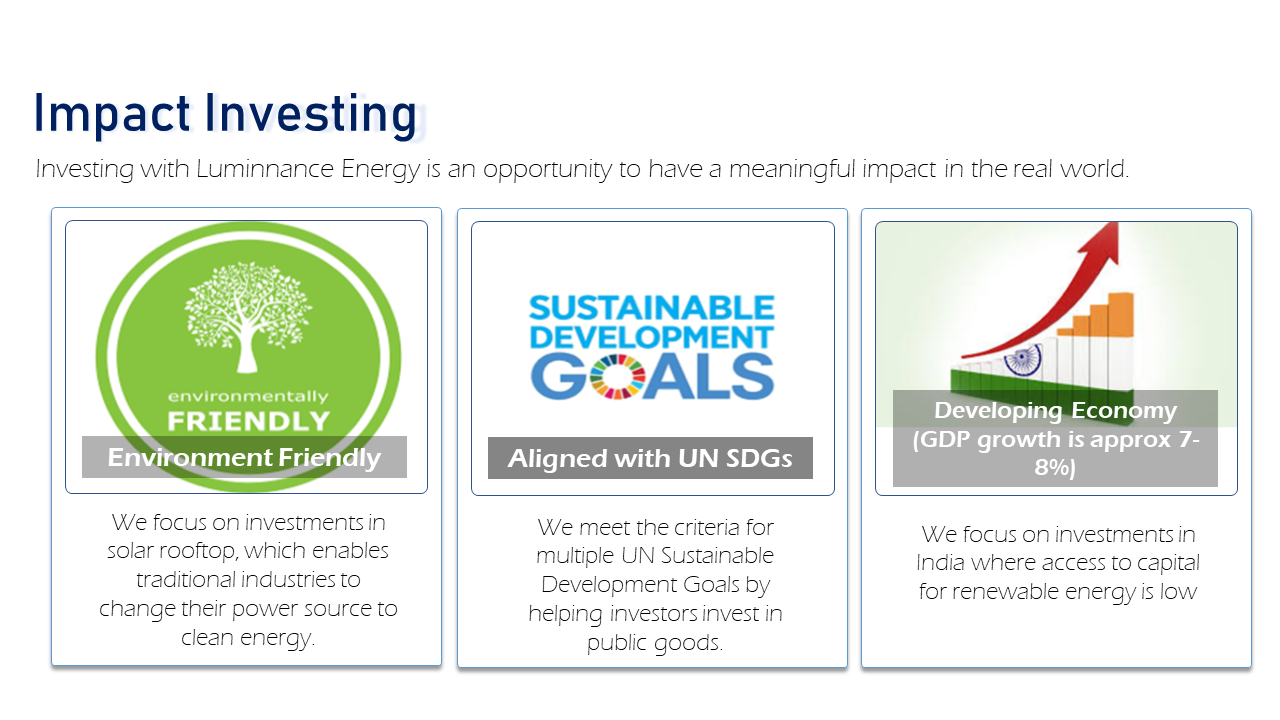 Impact Investing
Investing with Luminnance Energy is an opportunity to have a meaningful impact in the real world.
environmentally
FRIENDLY
Environment Friendly
We focus on investments in
solar rooftop, which enables
traditional industries to
change their power source to
clean energy.
SUSTAINABLE
DEVELOPMENT
GOALS
Aligned with UN SDGs
We meet the criteria for
multiple UN Sustainable
Development Goals by
helping investors invest in
public goods.
Developing Economy
(GDP growth is approx 7-
8%)
We focus on investments in
India where access to capital
for renewable energy is low